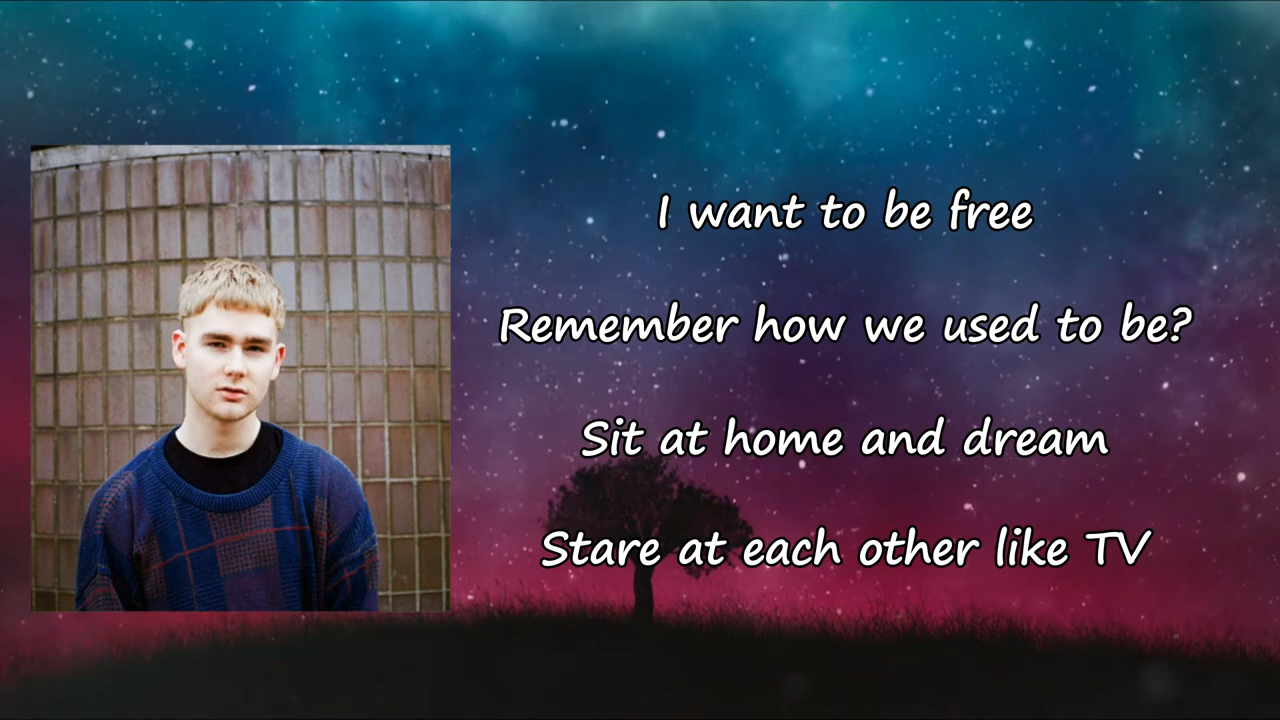 I want to be free
Remember how we used to be?
Sit at home and dream
Stare at each other like TV